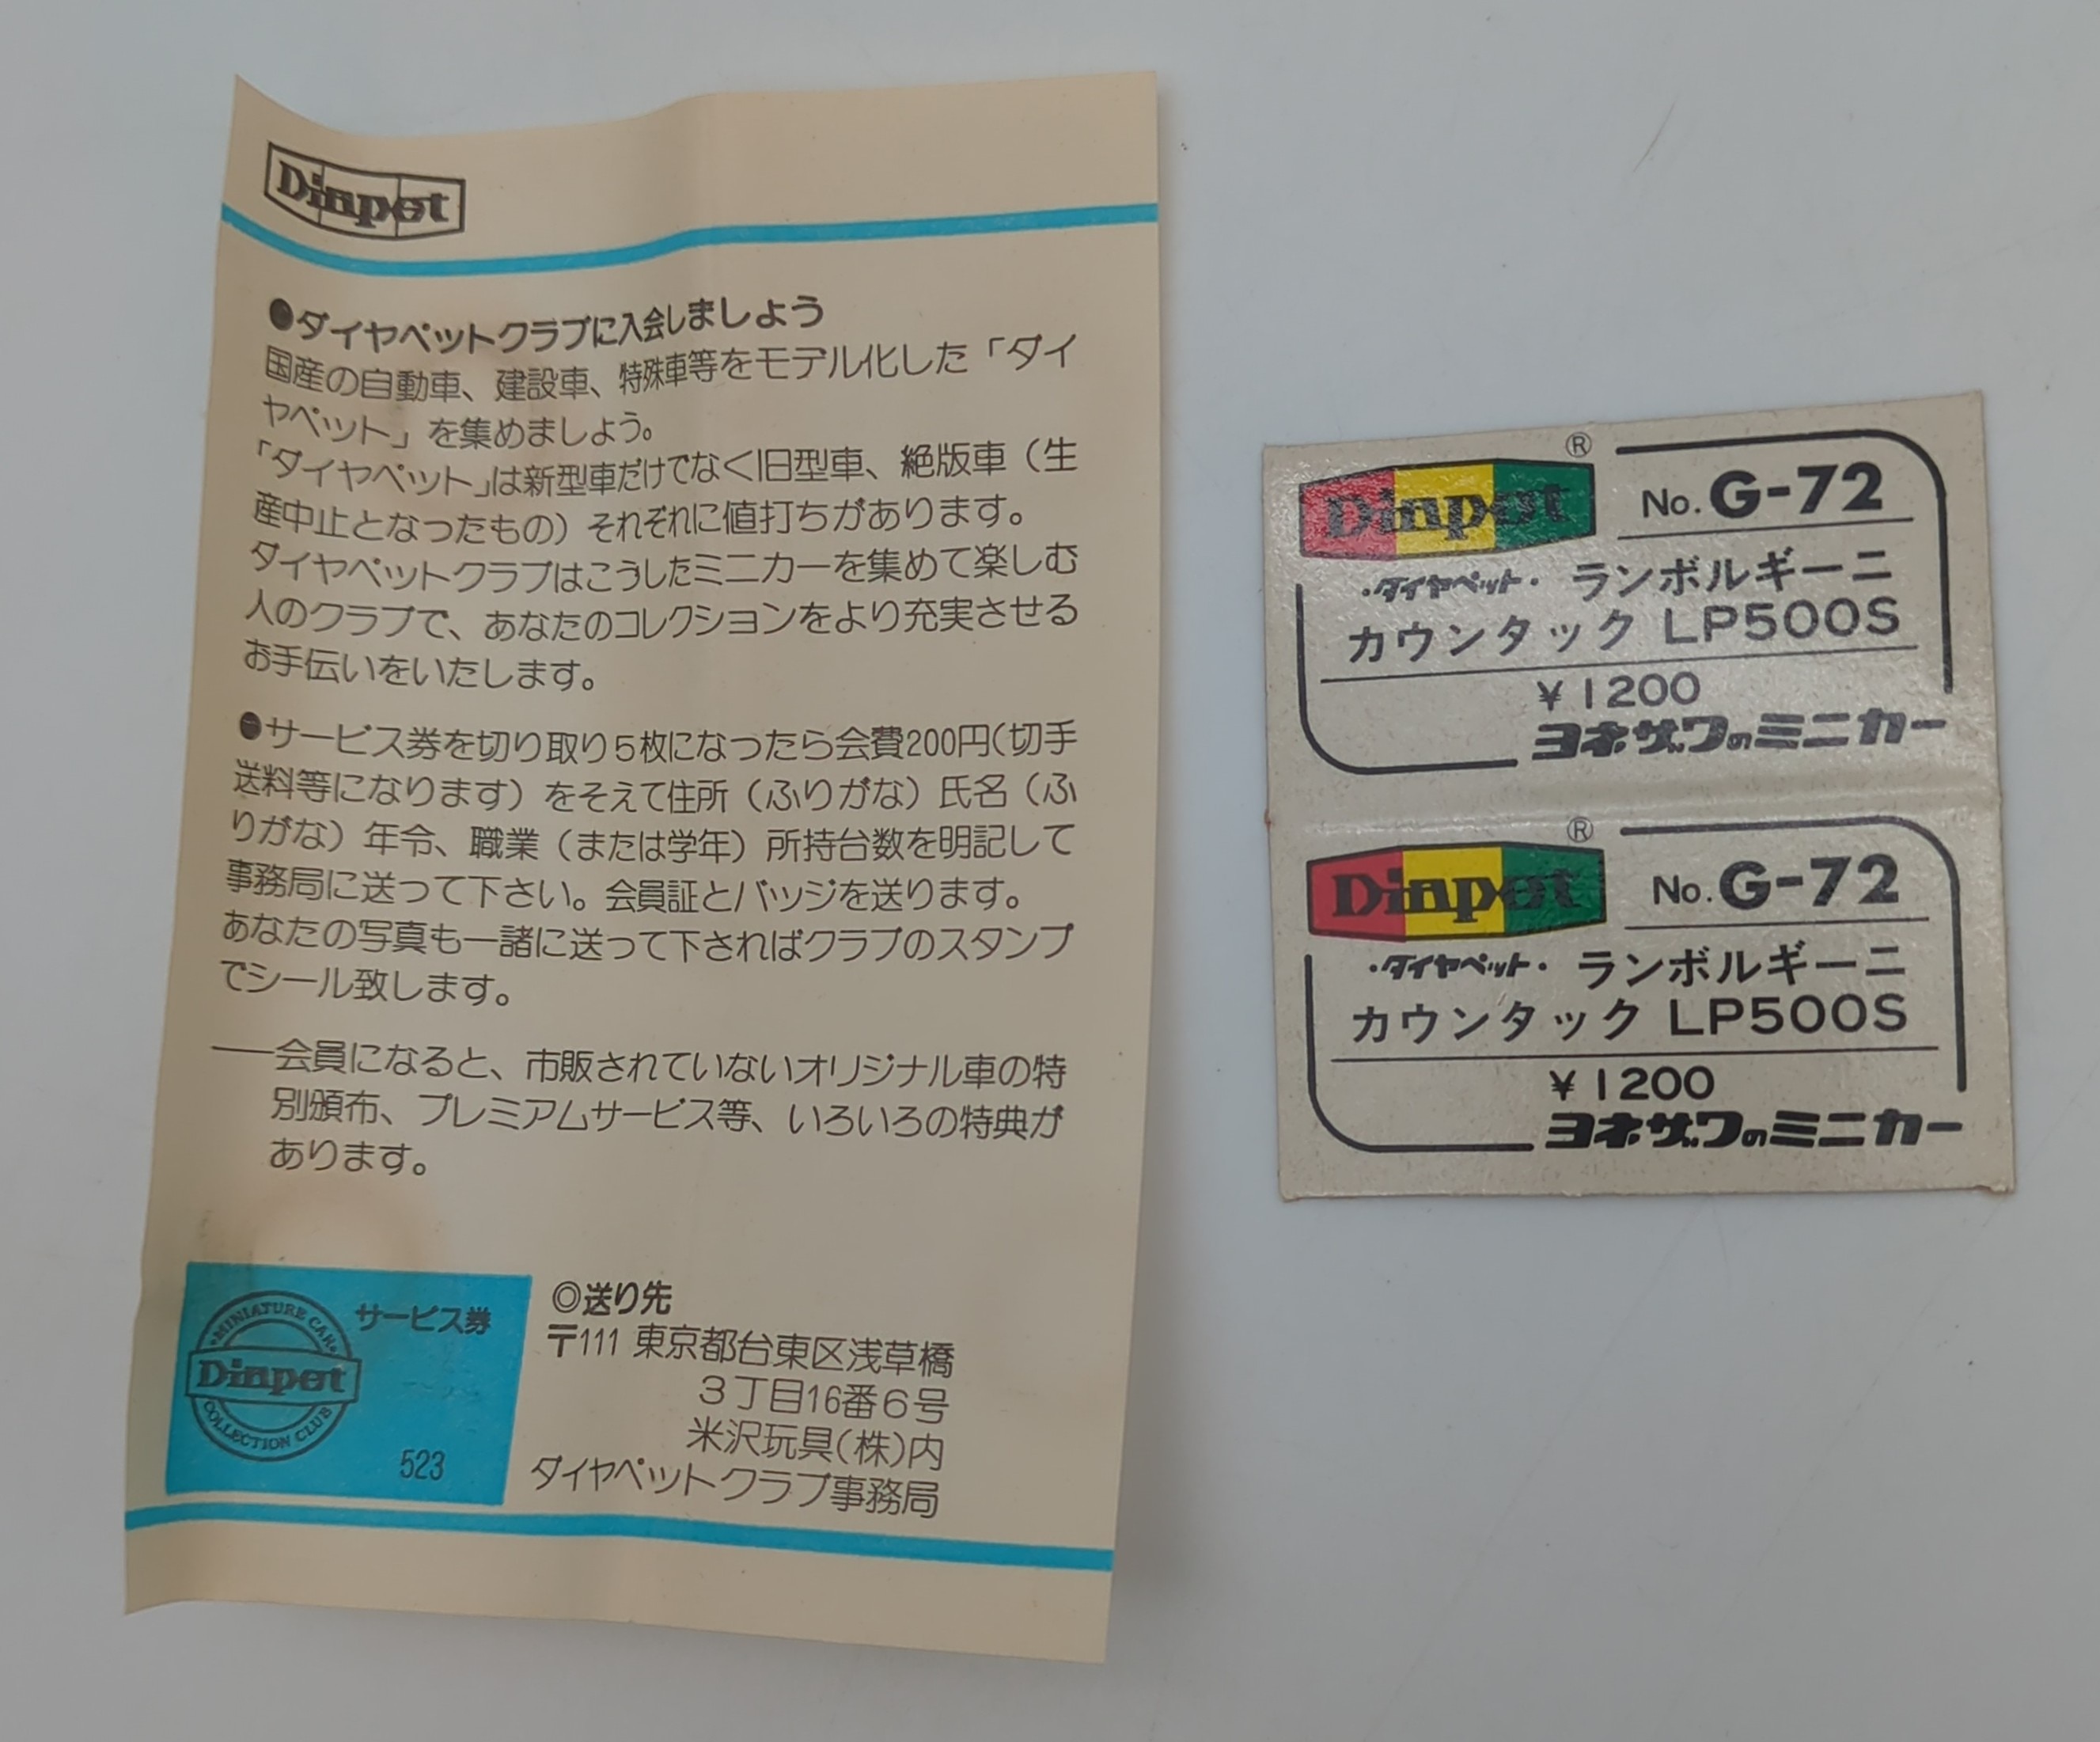 Diapet
●ダイヤペットクラブに入会しましょう
国産の自動車、建設車、特殊車等をモデル化した「ダイ
ヤペット」を集めましょう。
「ダイヤペット」は新型車だけでなく旧型車、絶版車（生
産中止となったもの）それぞれに値打ちがあります。
ダイヤペットクラブはこうしたミニカーを集めて楽しむ
人のクラブで、あなたのコレクションをより充実させる
お手伝いをいたします。
●サービス券を切り取り5枚になったら会費200円（切手
送料等になります）をそえて住所（ふりがな）氏名（ふ
りがな）年令、職業（または学年）所持台数を明記して
事務局に送って下さい。会員証とバッジを送ります。
あなたの写真も一諸に送って下さればクラブのスタンプ
でシール致します。
──会員になると、市販されていないオリジナル車の特
別頒布、プレミアムサービス等、いろいろの特典が
あります。
サービス券
MINIATURE CAR
Diapet
COLLECTION CLUB
523
◎送り先
〒111 東京都台東区浅草橋
3丁目16番6号
米沢玩具(株)内
ダイヤペットクラブ事務局
Diapet ® No. G-72
・ダイヤペット・ ランボルギーニ
カウンタック LP500S
¥1200
ヨネザワのミニカー
Diapet ® No. G-72
・ダイヤペット・ ランボルギーニ
カウンタック LP500S
¥1200
ヨネザワのミニカー